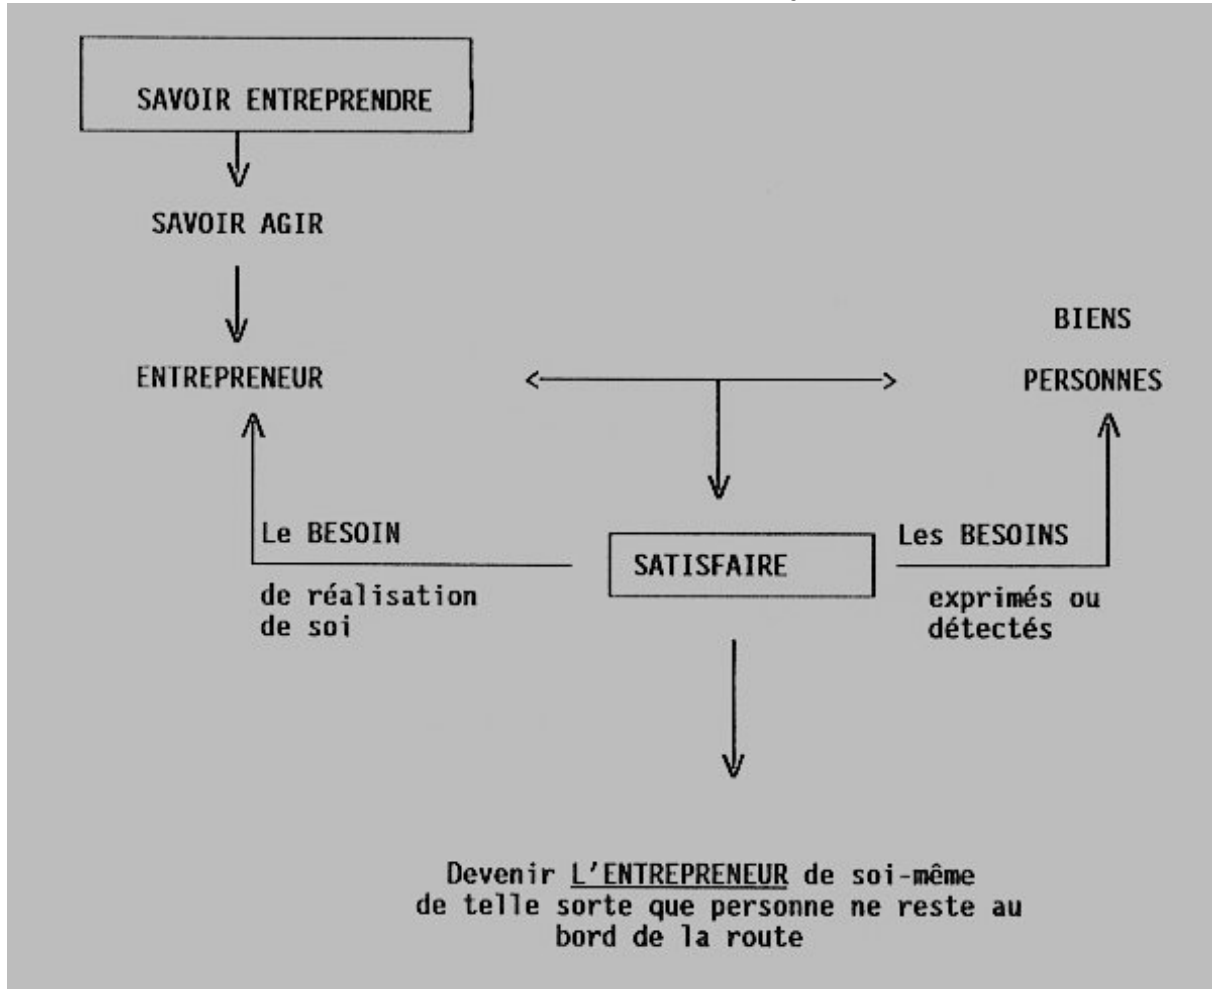 SAVOIR ENTREPRENDRE
SAVOIR AGIR
BIENS
ENTREPRENEUR
PERSONNES
Le BESOIN
de réalisation
de soi
SATISFAIRE
Les BESOINS
exprimés ou
détectés
Devenir L'ENTREPRENEUR de soi-même
de telle sorte que personne ne reste au
bord de la route